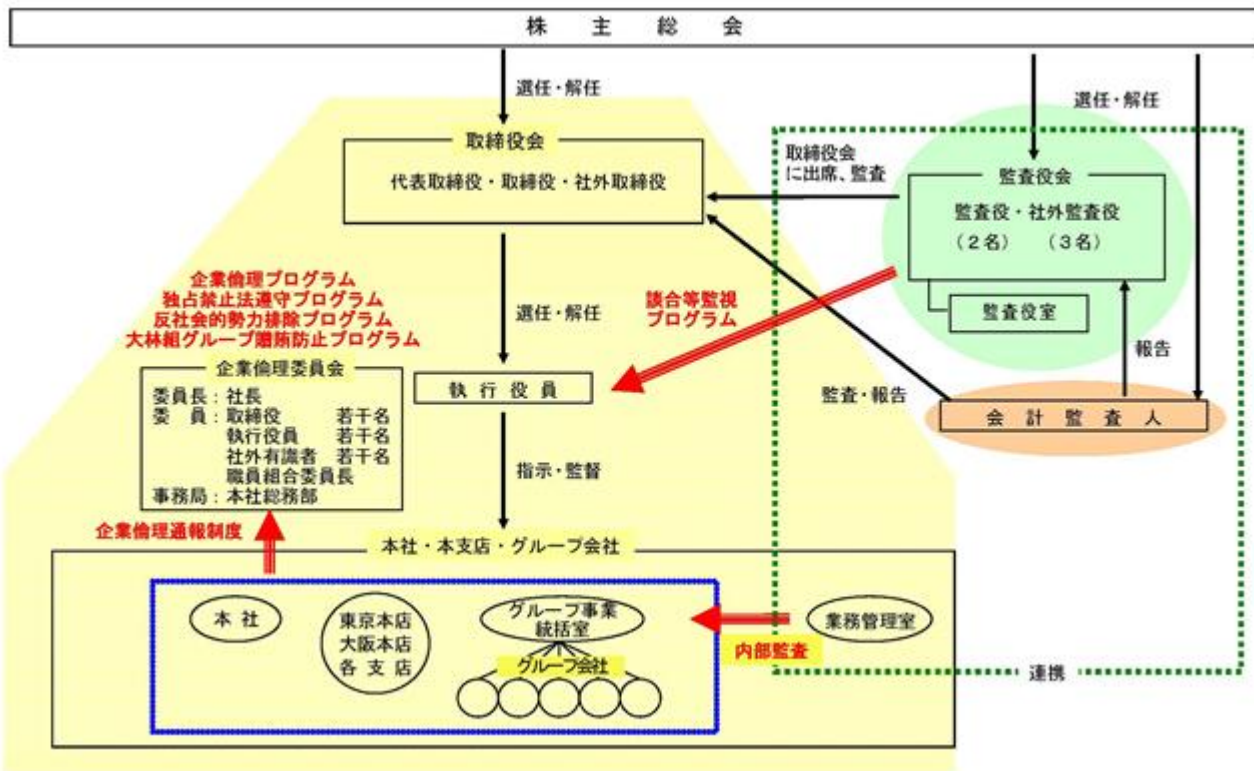 株主総会
選任・解任
選任・解任
取締役会
代表取締役・取締役・社外取締役
取締役会
に出席、監査
監査役会
監査役・社外監査役
（２名）　（３名）
監査役室
企業倫理プログラム
独占禁止法遵守プログラム
反社会的勢力排除プログラム
大林組グループ贈賄防止プログラム
選任・解任
談合等監視
プログラム
報告
企業倫理委員会
委員長：社長
委　員：取締役　若干名
執行役員　若干名
社外有識者　若干名
職員組合委員長
事務局：本社総務部
執行役員
監査・報告
会計監査人
指示・監督
企業倫理通報制度
本社・本支店・グループ会社
本社
東京本店
大阪本店
各支店
グループ事業
統括室
グループ会社
内部監査
業務管理室
連携